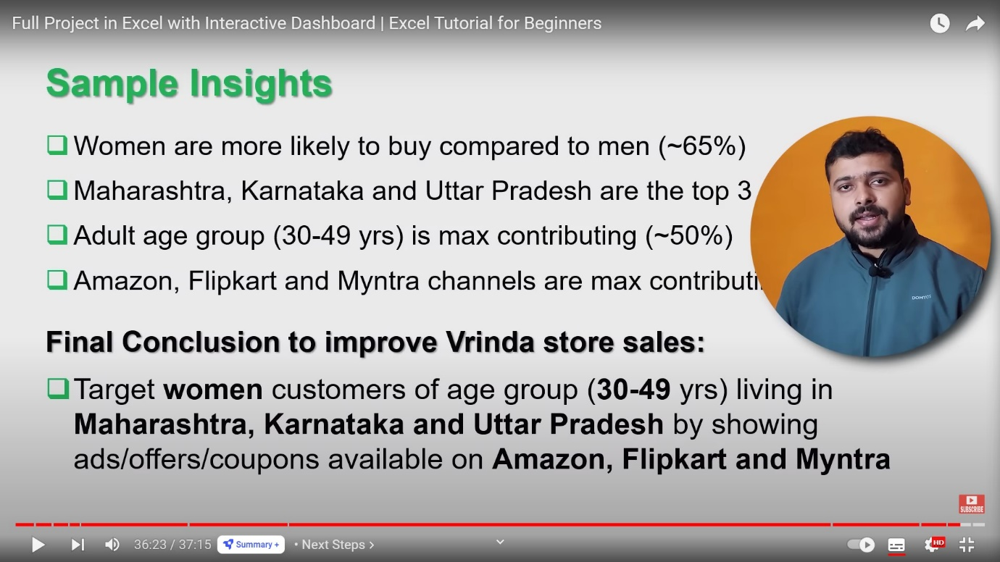 Full Project in Excel with Interactive Dashboard | Excel Tutorial for Beginners
Sample Insights
Women are more likely to buy compared to men (~65%)
Maharashtra, Karnataka and Uttar Pradesh are the top 3
Adult age group (30-49 yrs) is max contributing (~50%)
Amazon, Flipkart and Myntra channels are max contributi
DOMYOS
Final Conclusion to improve Vrinda store sales:
Target women customers of age group (30-49 yrs) living in
Maharashtra, Karnataka and Uttar Pradesh by showing
ads/offers/coupons available on Amazon, Flipkart and Myntra
SUBSCRIBE
36:23 / 37:15 Summary + • Next Steps >
HD